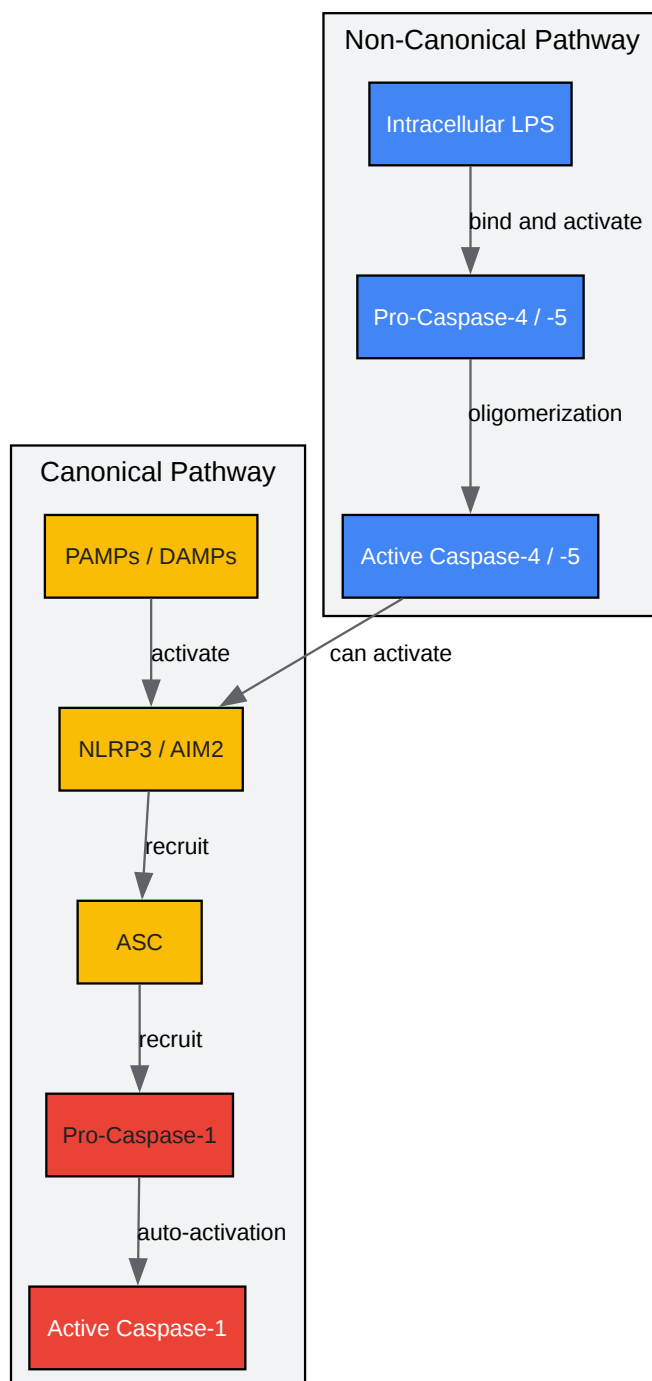 Non-Canonical Pathway
Intracellular LPS
bind and activate
Pro-Caspase-4 / -5
oligomerization
Active Caspase-4 / -5
can activate
Canonical Pathway
PAMPs / DAMPs
activate
NLRP3 / AIM2
recruit
ASC
recruit
Pro-Caspase-1
auto-activation
Active Caspase-1